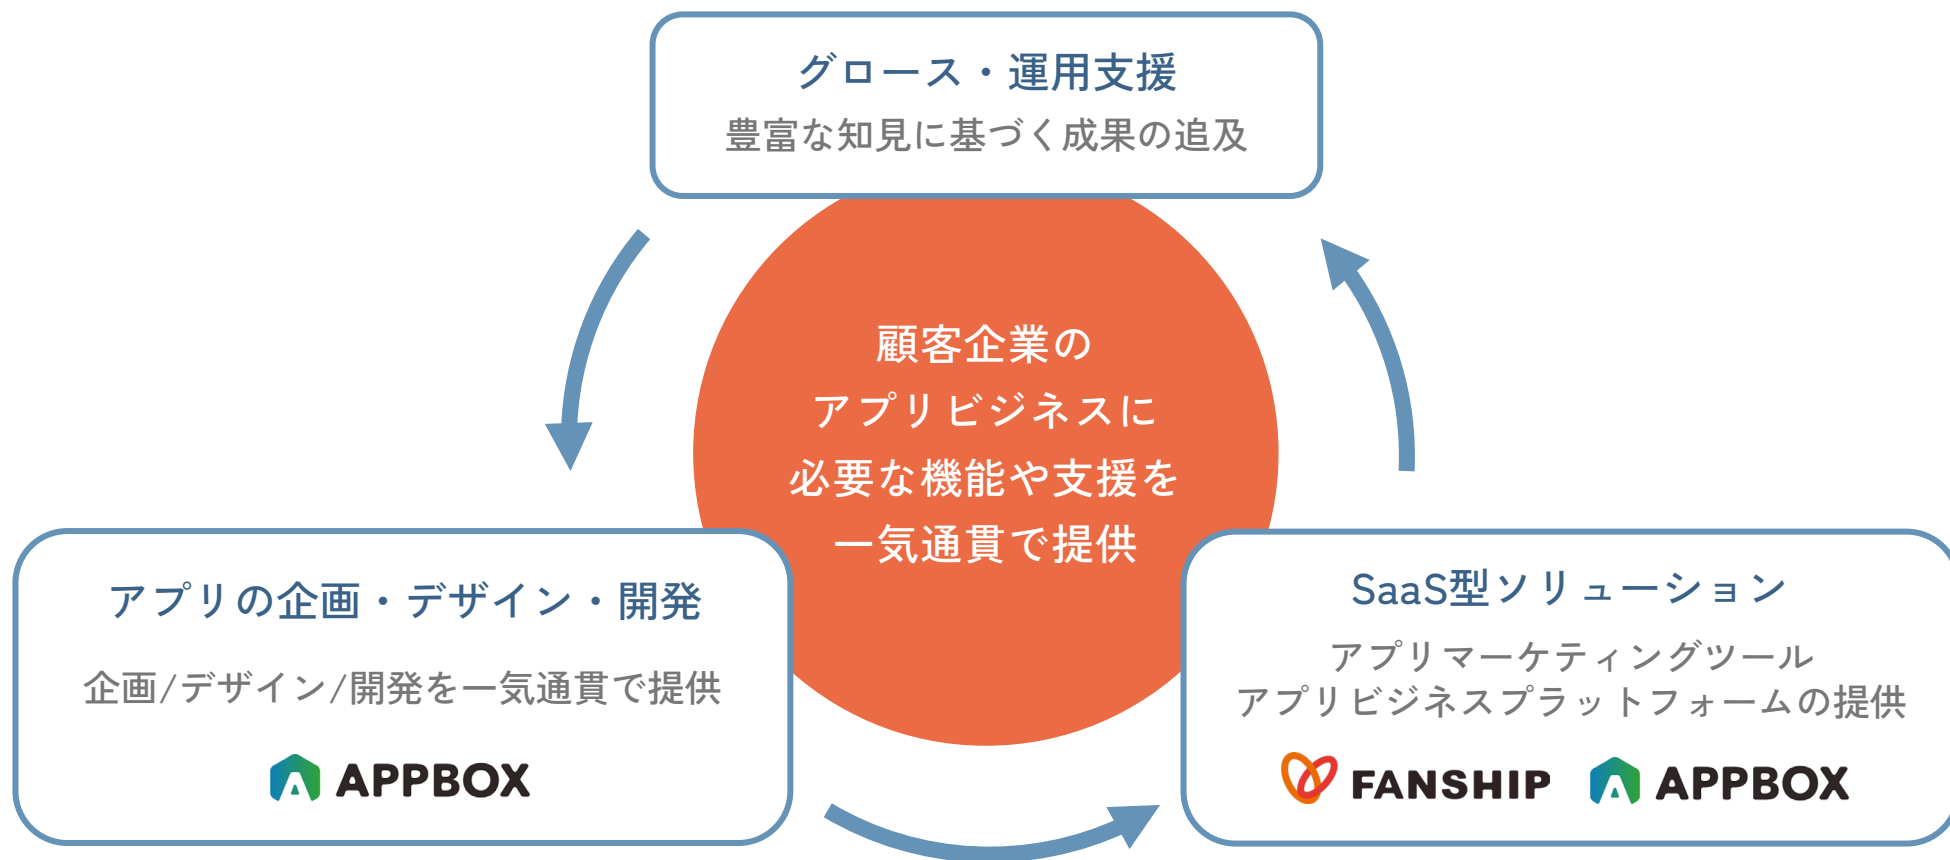 グロース・運用支援
豊富な知見に基づく成果の追及
顧客企業の
アプリビジネスに
必要な機能や支援を
一気通貫で提供
アプリの企画・デザイン・開発
企画/デザイン/開発を一気通貫で提供
APPBOX
SaaS型ソリューション
アプリマーケティングツール
アプリビジネスプラットフォームの提供
FANSHIP APPBOX